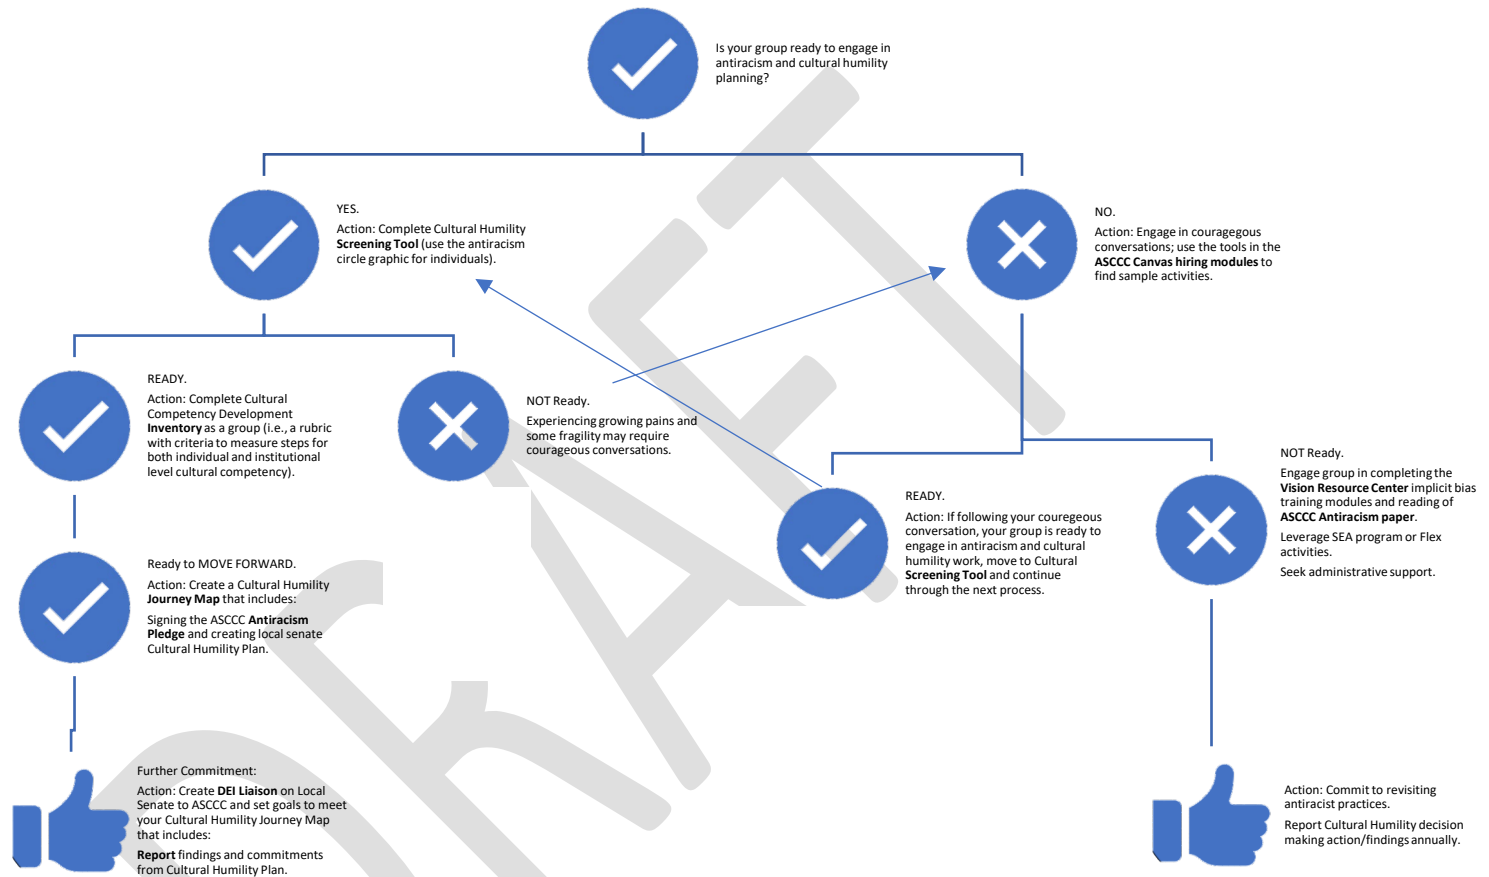 Is your group ready to engage in
antiracism and cultural humility
planning?
YES.
Action: Complete Cultural Humility
Screening Tool (use the antiracism
circle graphic for individuals).
NO.
Action: Engage in couragegous
conversations; use the tools in the
ASCCC Canvas hiring modules to
find sample activities.
READY.
Action: Complete Cultural
Competency Development
Inventory as a group (i.e., a rubric
with criteria to measure steps for
both individual and institutional
level cultural competency).
NOT Ready.
Experiencing growing pains and
some fragility may require
courageous conversations.
READY.
Action: If following your couregeous
conversation, your group is ready to
engage in antiracism and cultural
humility work, move to Cultural
Screening Tool and continue
through the next process.
NOT Ready.
Engage group in completing the
Vision Resource Center implicit bias
training modules and reading of
ASCCC Antiracism paper.
Leverage SEA program or Flex
activities.
Seek administrative support.
Ready to MOVE FORWARD.
Action: Create a Cultural Humility
Journey Map that includes:
Signing the ASCCC Antiracism
Pledge and creating local senate
Cultural Humility Plan.
Further Commitment:
Action: Create DEI Liaison on Local
Senate to ASCCC and set goals to meet
your Cultural Humility Journey Map
that includes:
Report findings and commitments
from Cultural Humility Plan.
Action: Commit to revisiting
antiracist practices.
Report Cultural Humility decision
making action/findings annually.
DRAFT